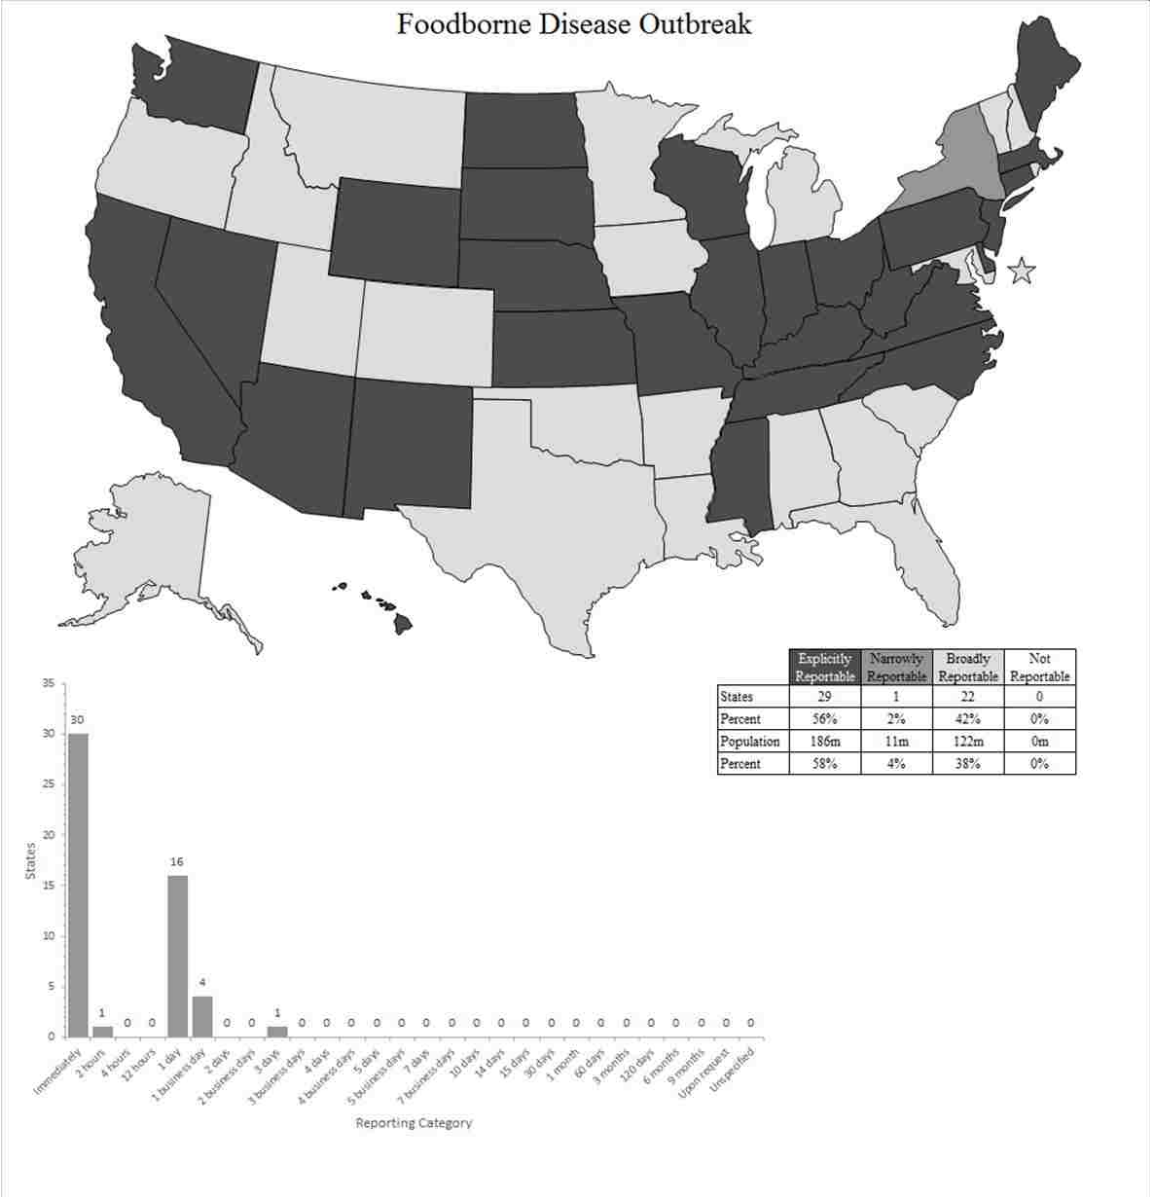 Foodborne Disease Outbreak
Explicitly Reportable Narrowly Reportable Broadly Reportable Not Reportable
States 29 1 22 0
Percent 56% 2% 42% 0%
Population 186m 11m 122m 0m
Percent 58% 4% 38% 0%
35
30
25
20
15
10
5
0
States
30 1 0 0 16 4 0 0 1 0 0 0 0 0 0 0 0 0 0 0 0 0 0 0 0 0 0 0
Immediately
2 hours
4 hours
12 hours
1 day
1 business day
2 days
2 business days
3 days
3 business days
4 days
4 business days
5 days
5 business days
7 days
7 business days
10 days
14 days
15 days
30 days
1 month
60 days
3 months
120 days
6 months
9 months
Upon request
Unspecified
Reporting Category